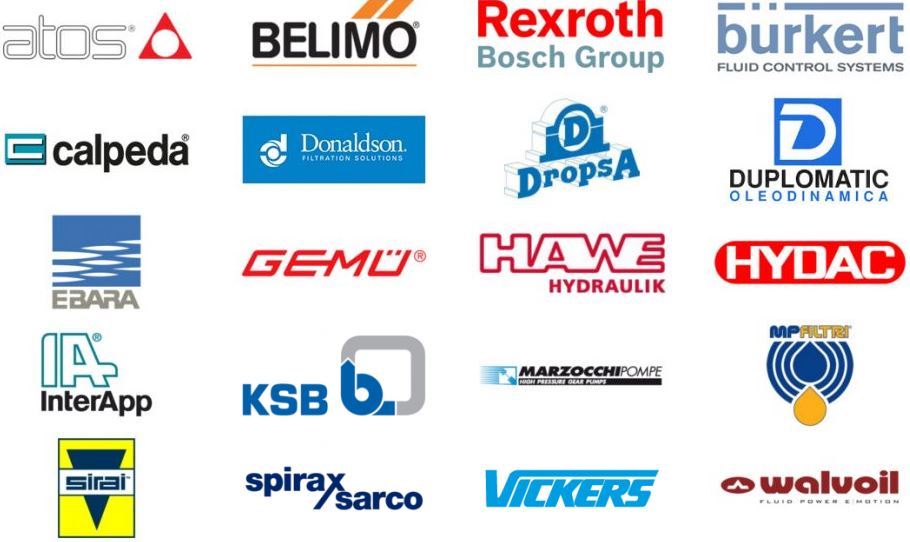 atos®
BELIMO®
Rexroth
Bosch Group
bürkert
FLUID CONTROL SYSTEMS
calpeda®
Donaldson.
FILTRATION SOLUTIONS
D®
DropsA
D
DUPLOMATIC
OLEODINAMICA
EBARA
GEMÜ®
HAWE
HYDRAULIK
HYDAC
IA®
InterApp
KSB b
MARZOCCHIPOMPE
HIGH PRESSURE GEAR PUMPS
MPFILTRI®
sirai
spirax
sarco
VICKERS
walvoil
FLUID POWER E|MOTION